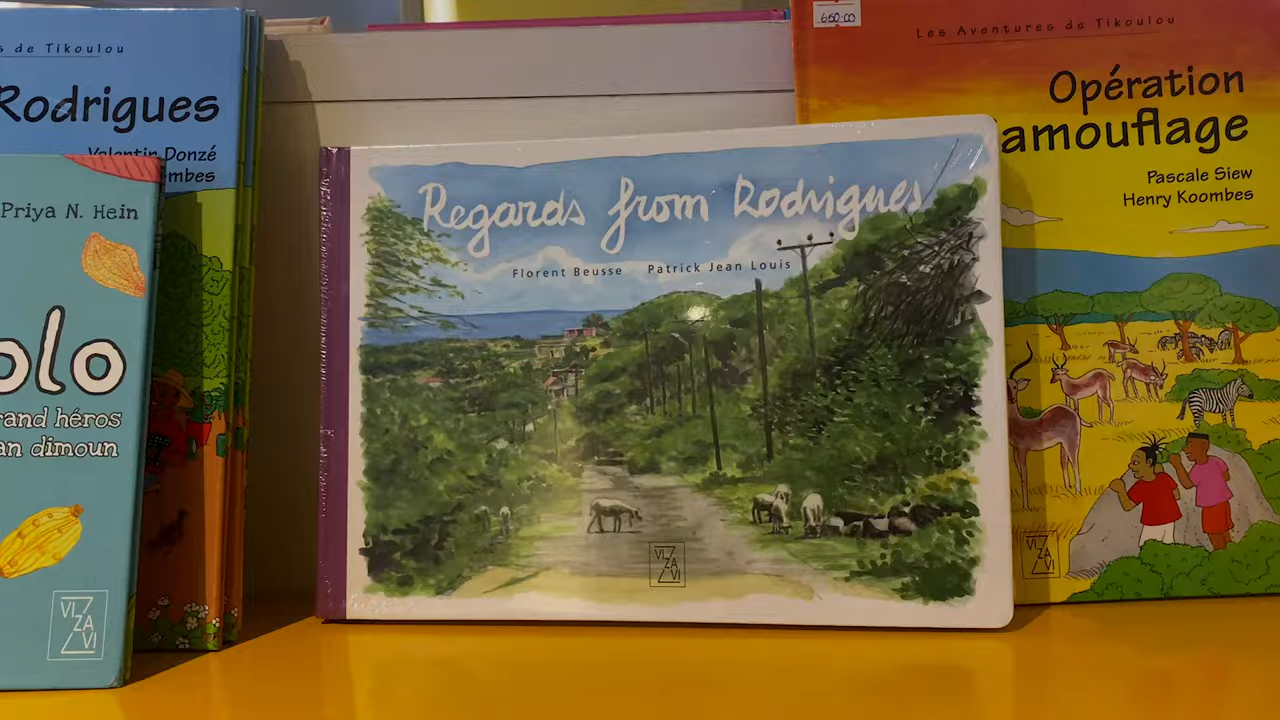 s de Tikoulou
Rodrigues
Valentin Donzé
mbes
Priya N. Hein
olo
rand héros
an dimoun
VI
ZA
VI
Regards from Rodrigues
Florent Beusse Patrick Jean Louis
VI
ZA
VI
650.00
Les Aventures de Tikoulou
Opération
amouflage
Pascale Siew
Henry Koombes
VI
ZA
VI